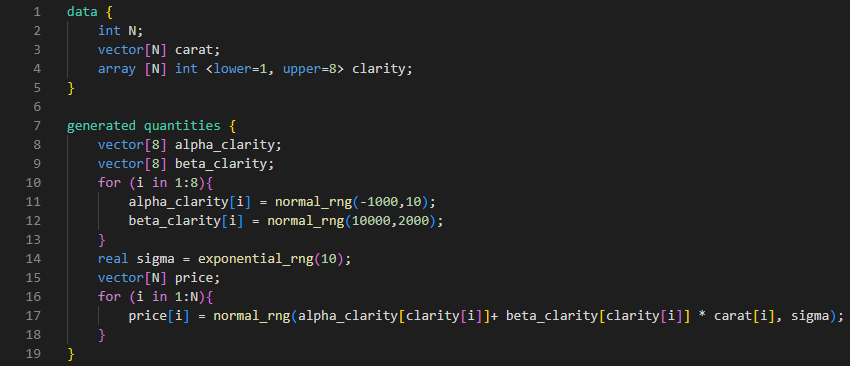 1 data {
2     int N;
3     vector[N] carat;
4     array [N] int <lower=1, upper=8> clarity;
5 }
6
7 generated quantities {
8     vector[8] alpha_clarity;
9     vector[8] beta_clarity;
10     for (i in 1:8){
11         alpha_clarity[i] = normal_rng(-1000,10);
12         beta_clarity[i] = normal_rng(10000,2000);
13     }
14     real sigma = exponential_rng(10);
15     vector[N] price;
16     for (i in 1:N){
17         price[i] = normal_rng(alpha_clarity[clarity[i]]+ beta_clarity[clarity[i]] * carat[i], sigma);
18     }
19 }